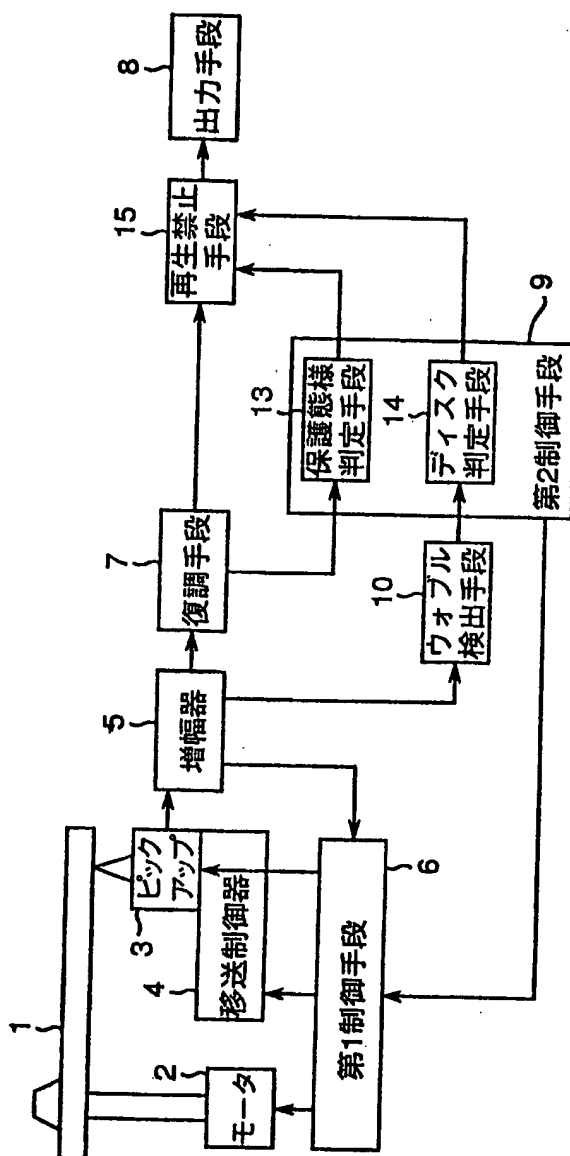 1
2
モータ
3
ピック
アップ
4
移送制御器
第1制御手段
6
5
増幅器
7
復調手段
10
ウォブル
検出手段
13
保護態様
判定手段
14
ディスク
判定手段
第2制御手段
9
15
再生禁止
手段
8
出力手段